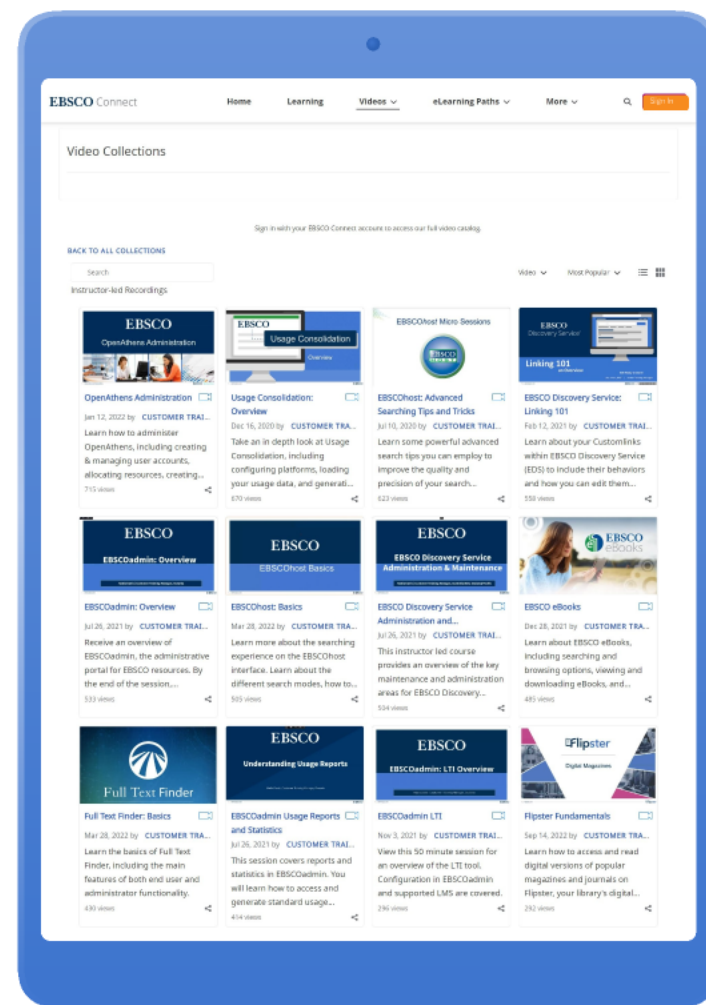 EBSCO Connect
Home Learning Videos eLearning Paths More Sign In
Video Collections
Sign in with your EBSCO Connect account to access our full video catalog.
BACK TO ALL COLLECTIONS
Search
Video Most Popular
Instructor-led Recordings
EBSCO
OpenAthens Administration
OpenAthens Administration
Jan 12, 2022 by CUSTOMER TRAI...
Learn how to administer
OpenAthens, including creating
& managing user accounts,
allocating resources, creating...
715 views
EBSCO
Usage Consolidation
Overview
Usage Consolidation:
Overview
Dec 16, 2020 by CUSTOMER TRA...
Take an in depth look at Usage
Consolidation, including
configuring platforms, loading
your usage data, and generati...
670 views
EBSCOhost Micro-Sessions
EBSCO
HOST
EBSCOhost: Advanced
Searching Tips and Tricks
Jul 10, 2020 by CUSTOMER TRAI...
Learn some powerful advanced
search tips you can employ to
improve the quality and
precision of your search...
623 views
EBSCO
Discovery Service
Linking 101
EBSCO Discovery Service:
Linking 101
Feb 12, 2021 by CUSTOMER TRAI...
Learn about your Customlinks
within EBSCO Discovery Service
(EDS) to include their behaviors
and how you can edit them...
558 views
EBSCO
EBSCOadmin: Overview
EBSCOadmin: Overview
Jul 26, 2021 by CUSTOMER TRAI...
Receive an overview of
EBSCOadmin, the administrative
portal for EBSCO resources. By
the end of the session,...
533 views
EBSCO
EBSCOhost Basics
EBSCOhost: Basics
Mar 28, 2022 by CUSTOMER TRA...
Learn more about the searching
experience on the EBSCOhost
interface. Learn about the
different search modes, how to...
505 views
EBSCO
EBSCO Discovery Service
Administration & Maintenance
EBSCO Discovery Service
Administration and...
Jul 26, 2021 by CUSTOMER TRAI...
This instructor led course
provides an overview of the key
maintenance and administration
areas for EBSCO Discovery...
504 views
EBSCO
eBooks
EBSCO eBooks
Dec 28, 2021 by CUSTOMER TRA...
Learn about EBSCO eBooks,
including searching and
browsing options, viewing and
downloading eBooks, and...
485 views
Full Text Finder
Full Text Finder: Basics
Mar 28, 2022 by CUSTOMER TRA...
Learn the basics of Full Text
Finder, including the main
features of both end user and
administrator functionality.
430 views
EBSCO
Understanding Usage Reports
EBSCOadmin Usage Reports
and Statistics
Jul 26, 2021 by CUSTOMER TRAI...
This session covers reports and
statistics in EBSCOadmin. You
will learn how to access and
generate standard usage...
414 views
EBSCO
EBSCOadmin: LTI Overview
EBSCOadmin LTI
Nov 3, 2021 by CUSTOMER TRAI...
View this 50 minute session for
an overview of the LTI tool.
Configuration in EBSCOadmin
and supported LMS are covered.
296 views
Flipster
Digital Magazines
Flipster Fundamentals
Sep 14, 2022 by CUSTOMER TRA...
Learn how to access and read
digital versions of popular
magazines and journals on
Flipster, your library's digital...
292 views